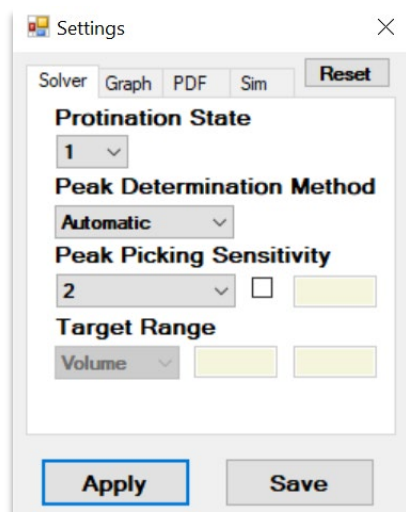 Settings
Solver Graph PDF Sim Reset
Protination State
1
Peak Determination Method
Automatic
Peak Picking Sensitivity
2
Target Range
Volume
Apply Save